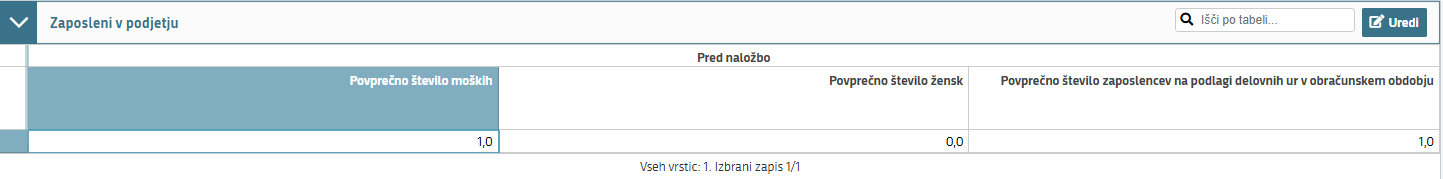 Zaposleni v podjetju
Išči po tabeli...
Uredi
Pred naložbo
Povprečno število moških
Povprečno število žensk
Povprečno število zaposlencev na podlagi delovnih ur v obračunskem obdobju
1,0
0,0
1,0
Vseh vrstic: 1. Izbrani zapis 1/1